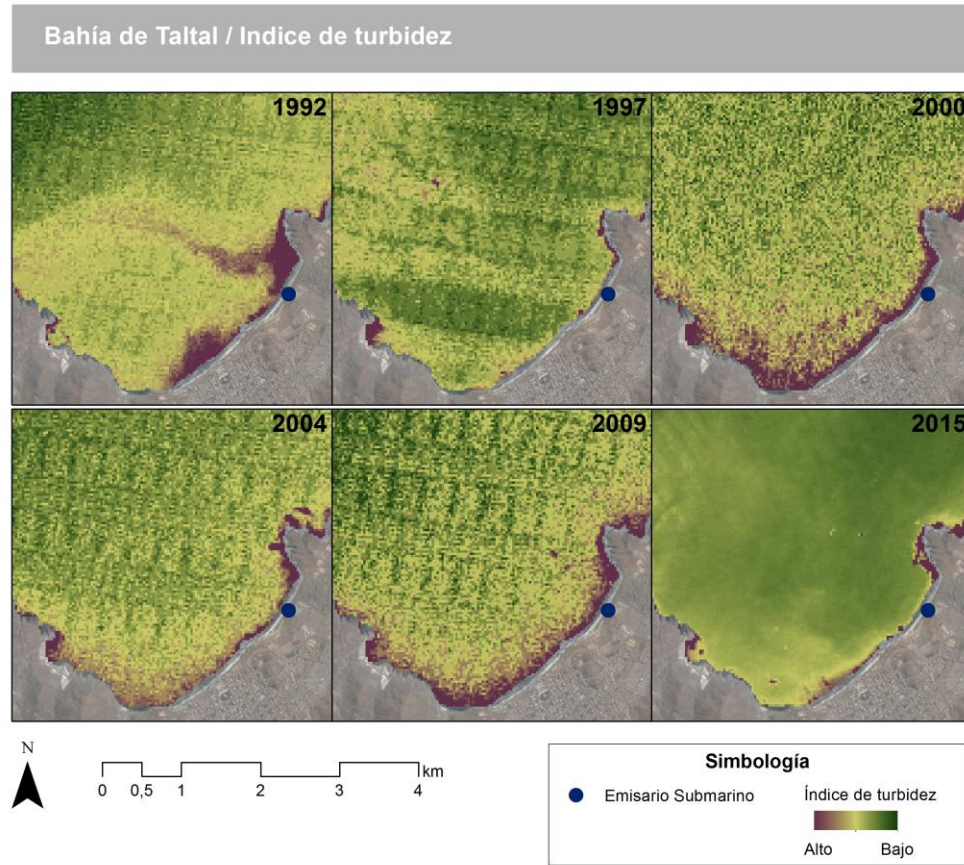 Bahía de Taltal / Indice de turbidez
1992
1997
2000
2004
2009
2015
N
km
0 0,5 1 2 3 4
Simbología
Emisario Submarino
Índice de turbidez
Alto Bajo